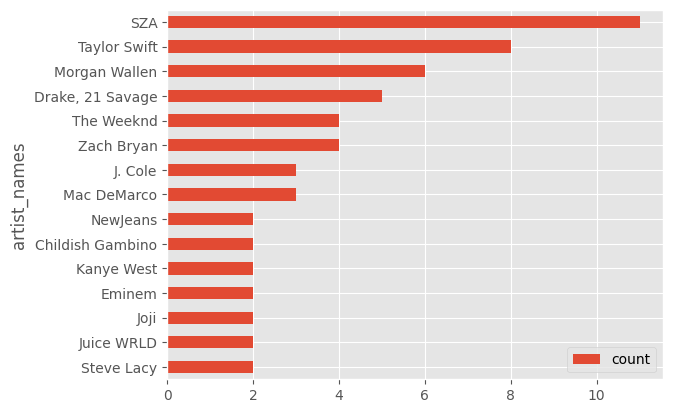 SZA
Taylor Swift
Morgan Wallen
Drake, 21 Savage
The Weeknd
Zach Bryan
J. Cole
Mac DeMarco
NewJeans
Childish Gambino
Kanye West
Eminem
Joji
Juice WRLD
Steve Lacy
artist_names
count
0 2 4 6 8 10